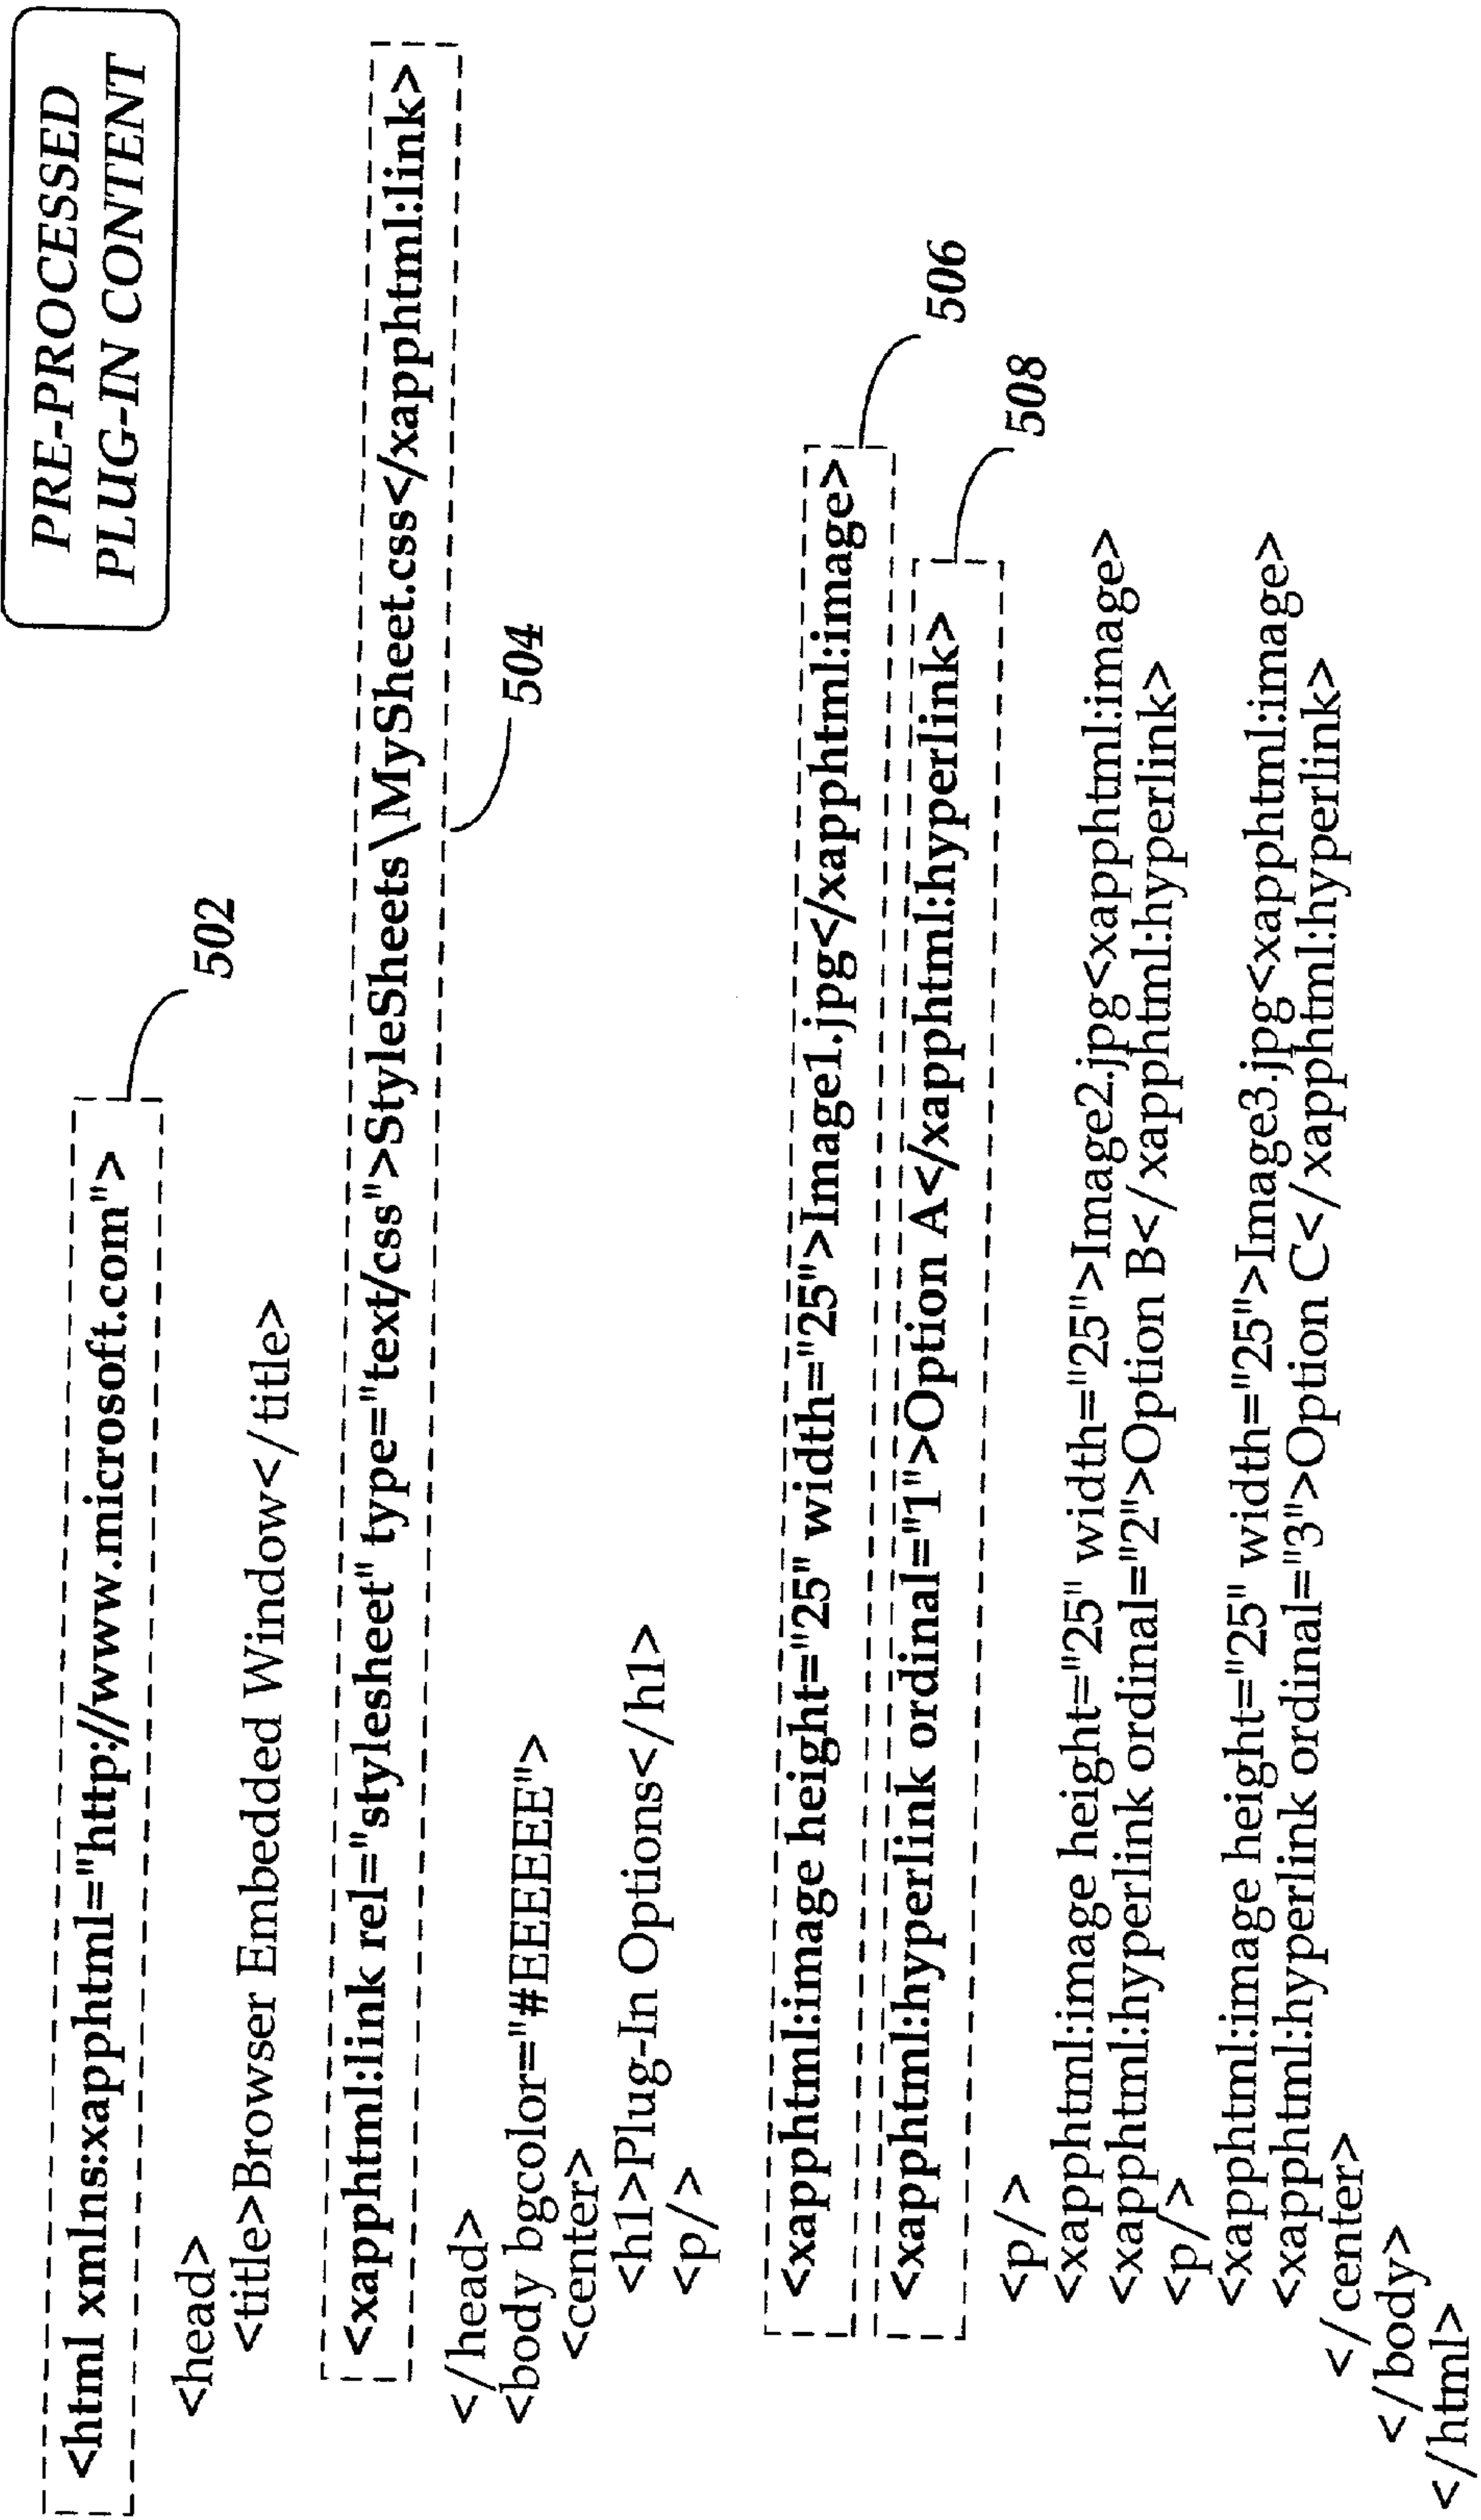 PRE-PROCESSED
PLUG-IN CONTENT
<html xmlns:xapphtml="http://www.microsoft.com">
502
<head>
<title>Browser Embedded Window</title>
<xapphtml:link rel="stylesheet" type="text/css">StyleSheets\MySheet.css</xapphtml:link>
504
</head>
<body bgcolor="#EEEEEE">
<center>
<h1>Plug-In Options</h1>
<p/>
<xapphtml:image height="25" width="25">Image1.jpg</xapphtml:image>
506
<xapphtml:hyperlink ordinal="1">Option A</xapphtml:hyperlink>
508
<p/>
<xapphtml:image height="25" width="25">Image2.jpg<xapphtml:image>
<xapphtml:hyperlink ordinal="2">Option B</xapphtml:hyperlink>
<p/>
<xapphtml:image height="25" width="25">Image3.jpg<xapphtml:image>
<xapphtml:hyperlink ordinal="3">Option C</xapphtml:hyperlink>
</center>
</body>
</html>